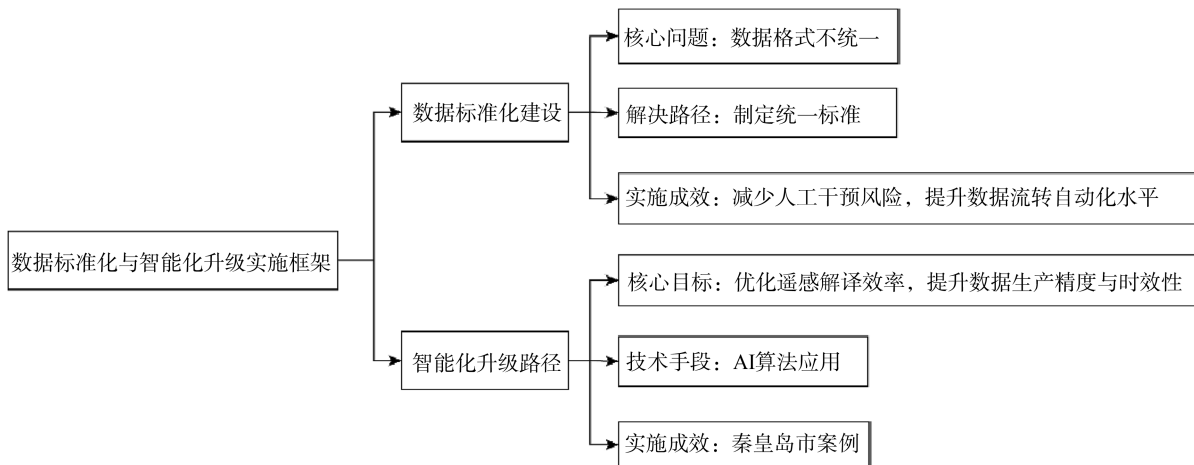 数据标准化与智能化升级实施框架
数据标准化建设
核心问题：数据格式不统一
解决路径：制定统一标准
实施成效：减少人工干预风险，提升数据流转自动化水平
智能化升级路径
核心目标：优化遥感解译效率，提升数据生产精度与时效性
技术手段：AI算法应用
实施成效：秦皇岛市案例